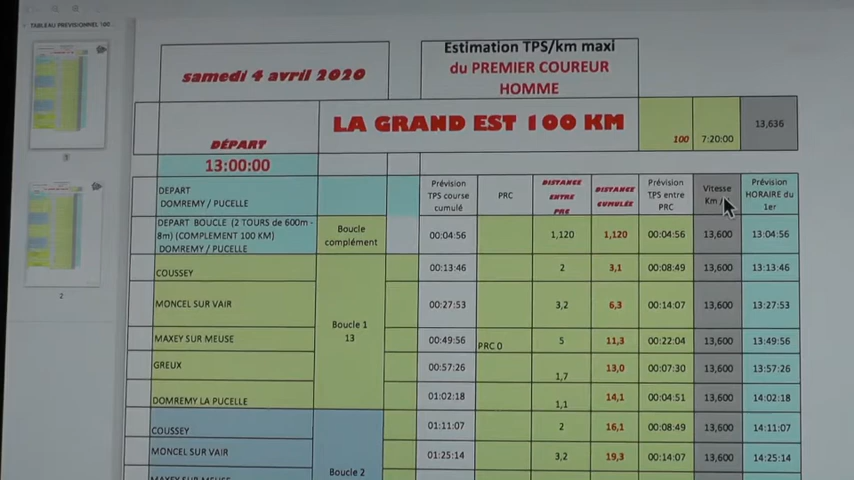 TABLEAU PREVISIONNEL 100...
samedi 4 avril 2020
Estimation TPS/km maxi
du PREMIER COUREUR
HOMME
LA GRAND EST 100 KM
100
7:20:00
13,636
DÉPART
13:00:00
DEPART
DOMREMY / PUCELLE
Prévision
TPS course
cumulé
PRC
DISTANCE
ENTRE
PRE
DISTANCE
CUMULÉE
Prévision
TPS entre
PRC
Vitesse
Km /
Prévision
HORAIRE du
1er
DEPART BOUCLE (2 TOURS de 600m -
8m) (COMPLEMENT 100 KM)
DOMREMY / PUCELLE
Boucle
complément
00:04:56
1,120
1,120
00:04:56
13,600
13:04:56
COUSSEY
00:13:46
2
3,1
00:08:49
13,600
13:13:46
MONCEL SUR VAIR
00:27:53
3,2
6,3
00:14:07
13,600
13:27:53
Boucle 1
13
MAXEY SUR MEUSE
00:49:56
PRC 0
5
11,3
00:22:04
13,600
13:49:56
GREUX
00:57:26
1,7
13,0
00:07:30
13,600
13:57:26
DOMREMY LA PUCELLE
01:02:18
1,1
14,1
00:04:51
13,600
14:02:18
COUSSEY
01:11:07
2
16,1
00:08:49
13,600
14:11:07
MONCEL SUR VAIR
01:25:14
3,2
19,3
00:14:07
13,600
14:25:14
Boucle 2
MAXEY SUR MEUSE
1
2